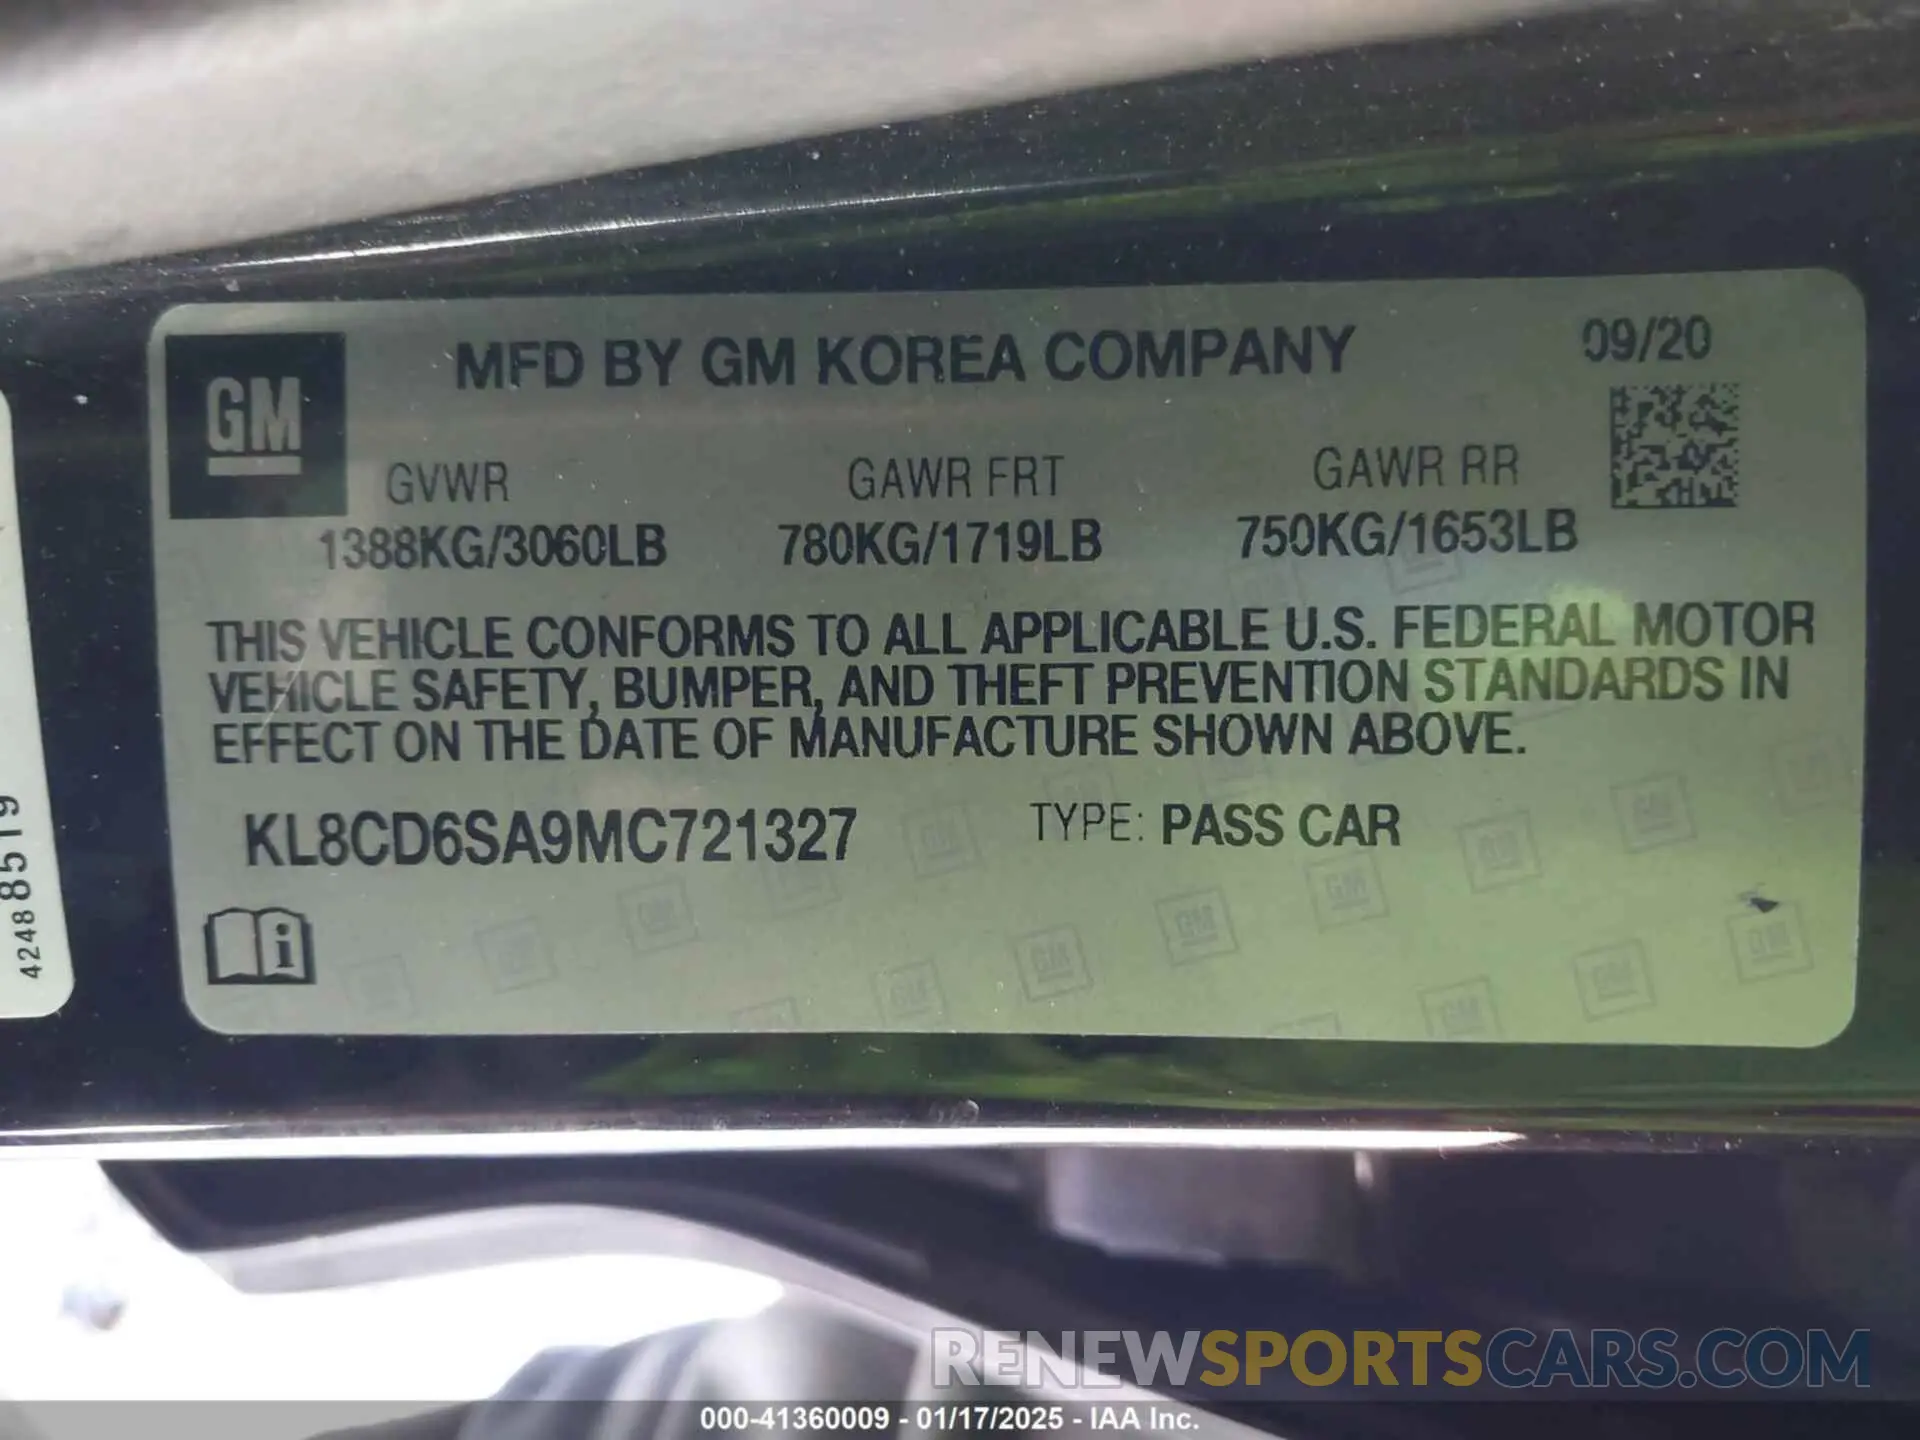 MFD BY GM KOREA COMPANY 09/20
GM
GVWR GAWR FRT GAWR RR
1388KG/3060LB 780KG/1719LB 750KG/1653LB
THIS VEHICLE CONFORMS TO ALL APPLICABLE U.S. FEDERAL MOTOR
VEHICLE SAFETY, BUMPER, AND THEFT PREVENTION STANDARDS IN
EFFECT ON THE DATE OF MANUFACTURE SHOWN ABOVE.
KL8CD6SA9MC721327 TYPE: PASS CAR
42488519
RENEWSPORTSCARS.COM
000-41360009 - 01/17/2025 - IAA Inc.